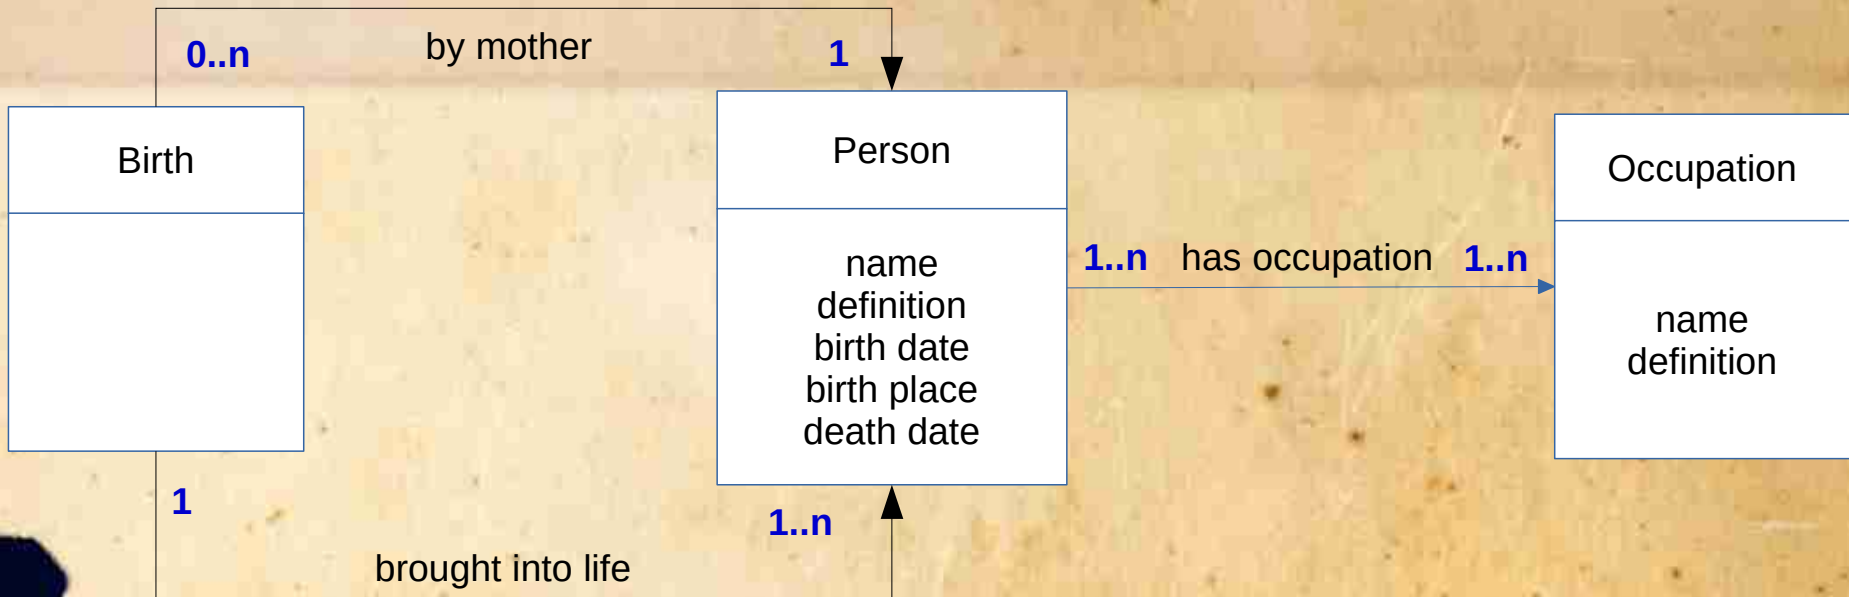 0..n by mother 1
Birth
Person
Occupation
name
definition
birth date
birth place
death date
1..n has occupation 1..n
name
definition
1
1..n
brought into life